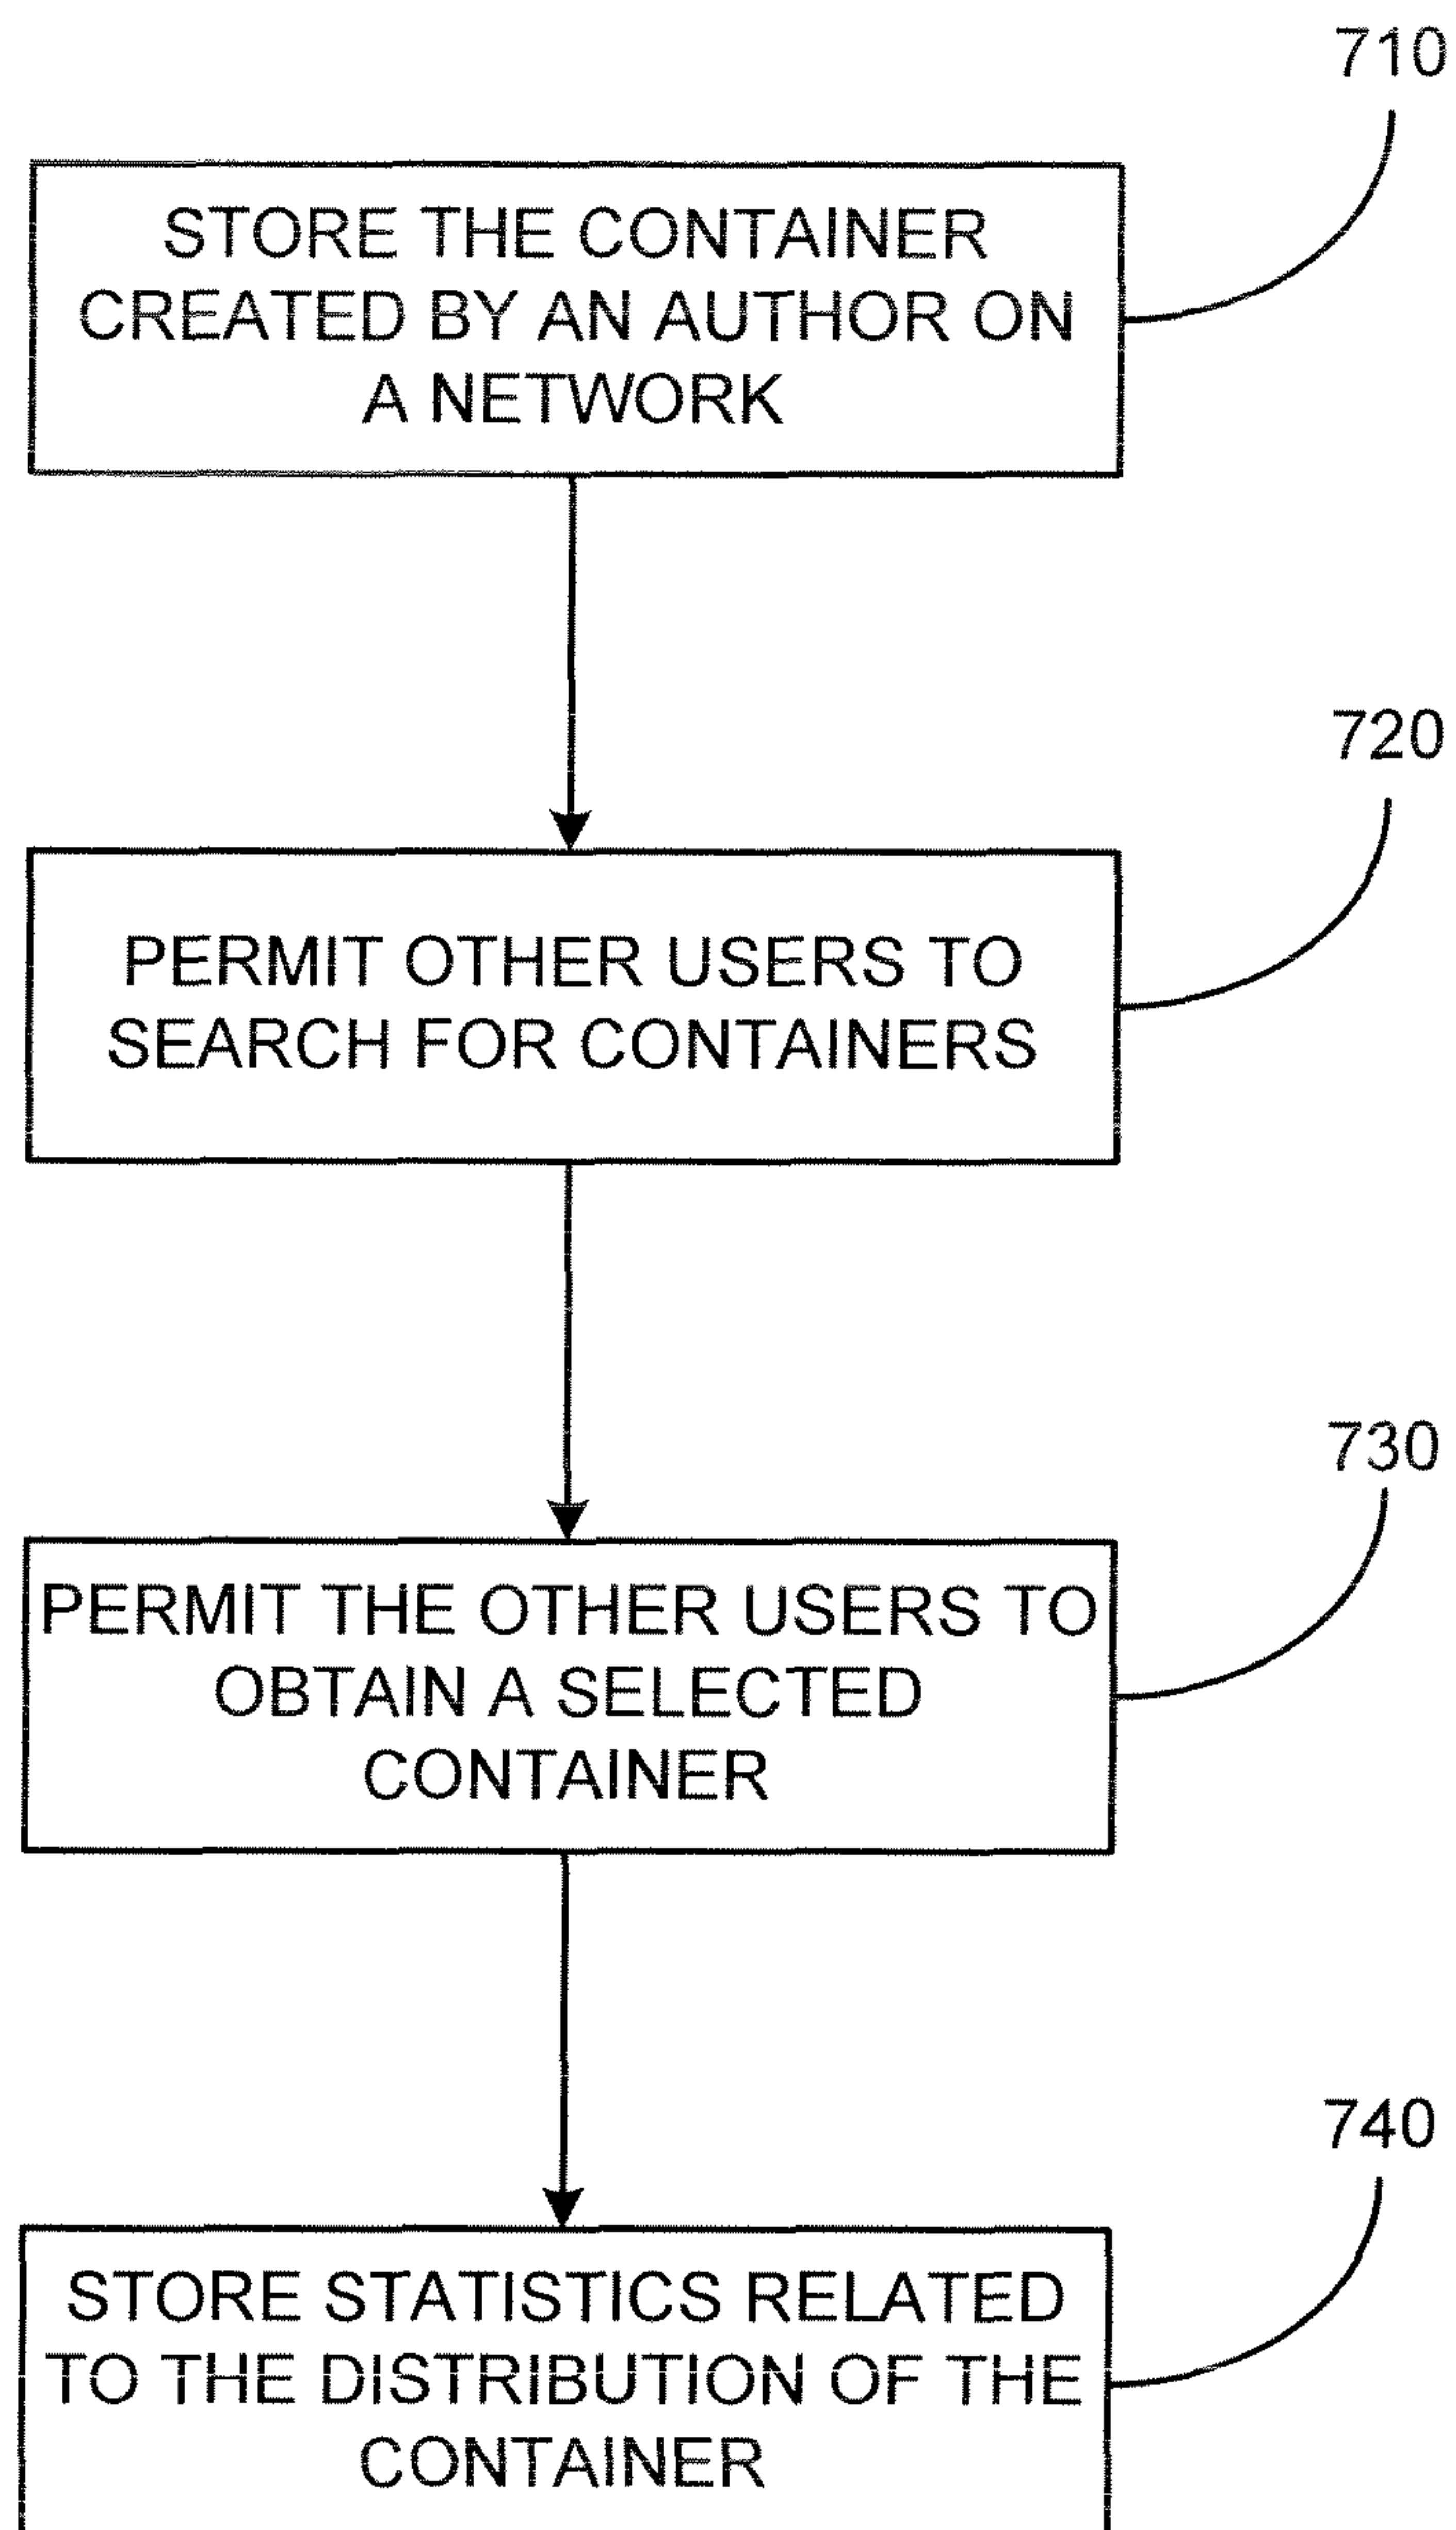 710
STORE THE CONTAINER
CREATED BY AN AUTHOR ON
A NETWORK
720
PERMIT OTHER USERS TO
SEARCH FOR CONTAINERS
730
PERMIT THE OTHER USERS TO
OBTAIN A SELECTED
CONTAINER
740
STORE STATISTICS RELATED
TO THE DISTRIBUTION OF THE
CONTAINER